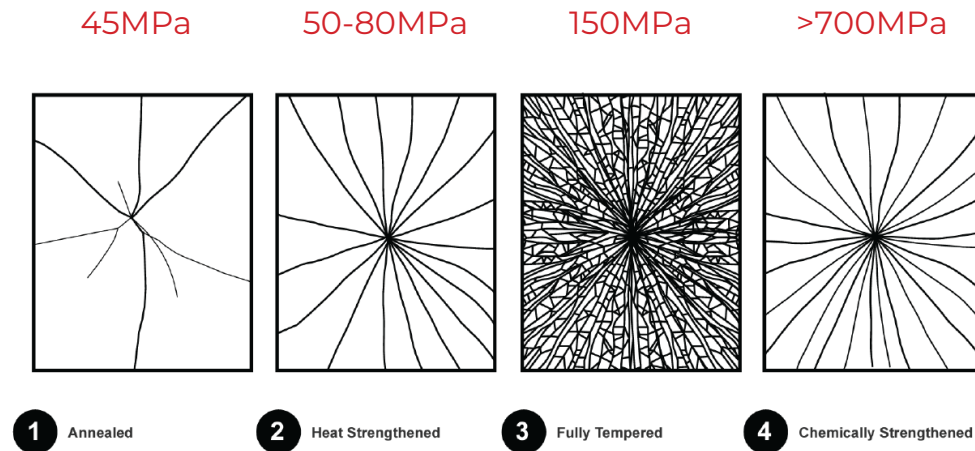 45MPa
50-80MPa
150MPa
>700MPa
1 Annealed
2 Heat Strengthened
3 Fully Tempered
4 Chemically Strengthened